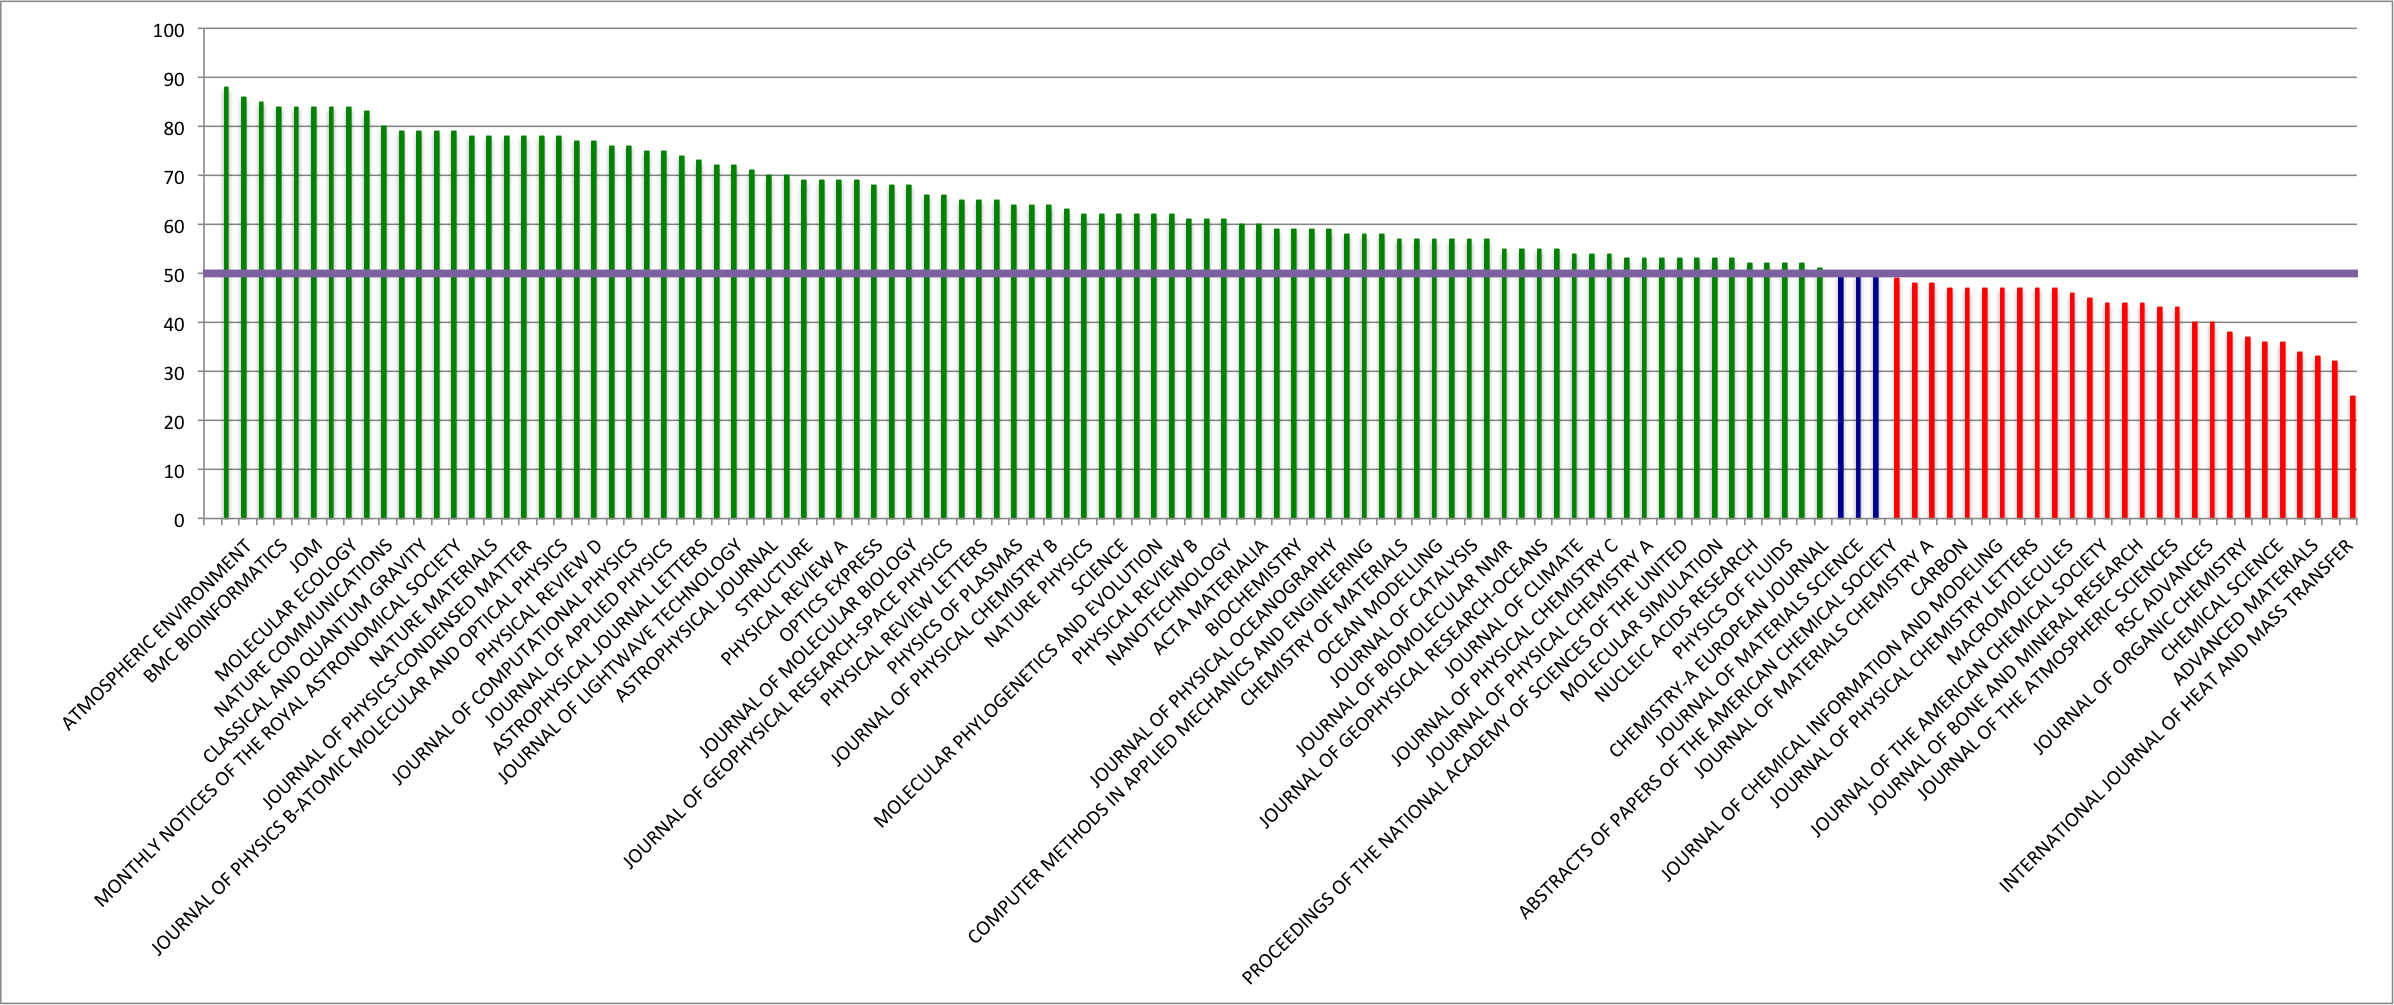 100
90
80
70
60
50
40
30
20
10
0
ATMOSPHERIC ENVIRONMENT
BMC BIOINFORMATICS
JOM
MOLECULAR ECOLOGY
NATURE COMMUNICATIONS
CLASSICAL AND QUANTUM GRAVITY
MONTHLY NOTICES OF THE ROYAL ASTRONOMICAL SOCIETY
NATURE MATERIALS
JOURNAL OF PHYSICS-CONDENSED MATTER
JOURNAL OF PHYSICS B-ATOMIC MOLECULAR AND OPTICAL PHYSICS
PHYSICAL REVIEW D
JOURNAL OF COMPUTATIONAL PHYSICS
JOURNAL OF APPLIED PHYSICS
ASTROPHYSICAL JOURNAL LETTERS
JOURNAL OF LIGHTWAVE TECHNOLOGY
ASTROPHYSICAL JOURNAL
STRUCTURE
PHYSICAL REVIEW A
OPTICS EXPRESS
JOURNAL OF MOLECULAR BIOLOGY
JOURNAL OF GEOPHYSICAL RESEARCH-SPACE PHYSICS
PHYSICAL REVIEW LETTERS
PHYSICS OF PLASMAS
JOURNAL OF PHYSICAL CHEMISTRY B
NATURE PHYSICS
SCIENCE
MOLECULAR PHYLOGENETICS AND EVOLUTION
PHYSICAL REVIEW B
NANOTECHNOLOGY
ACTA MATERIALIA
BIOCHEMISTRY
JOURNAL OF PHYSICAL OCEANOGRAPHY
COMPUTER METHODS IN APPLIED MECHANICS AND ENGINEERING
CHEMISTRY OF MATERIALS
OCEAN MODELLING
JOURNAL OF CATALYSIS
JOURNAL OF BIOMOLECULAR NMR
JOURNAL OF GEOPHYSICAL RESEARCH-OCEANS
JOURNAL OF CLIMATE
JOURNAL OF PHYSICAL CHEMISTRY C
JOURNAL OF PHYSICAL CHEMISTRY A
PROCEEDINGS OF THE NATIONAL ACADEMY OF SCIENCES OF THE UNITED
MOLECULAR SIMULATION
NUCLEIC ACIDS RESEARCH
PHYSICS OF FLUIDS
CHEMISTRY-A EUROPEAN JOURNAL
JOURNAL OF MATERIALS SCIENCE
ABSTRACTS OF PAPERS OF THE AMERICAN CHEMICAL SOCIETY
JOURNAL OF MATERIALS CHEMISTRY A
CARBON
JOURNAL OF CHEMICAL INFORMATION AND MODELING
JOURNAL OF PHYSICAL CHEMISTRY LETTERS
MACROMOLECULES
JOURNAL OF THE AMERICAN CHEMICAL SOCIETY
JOURNAL OF BONE AND MINERAL RESEARCH
JOURNAL OF THE ATMOSPHERIC SCIENCES
RSC ADVANCES
JOURNAL OF ORGANIC CHEMISTRY
CHEMICAL SCIENCE
ADVANCED MATERIALS
INTERNATIONAL JOURNAL OF HEAT AND MASS TRANSFER